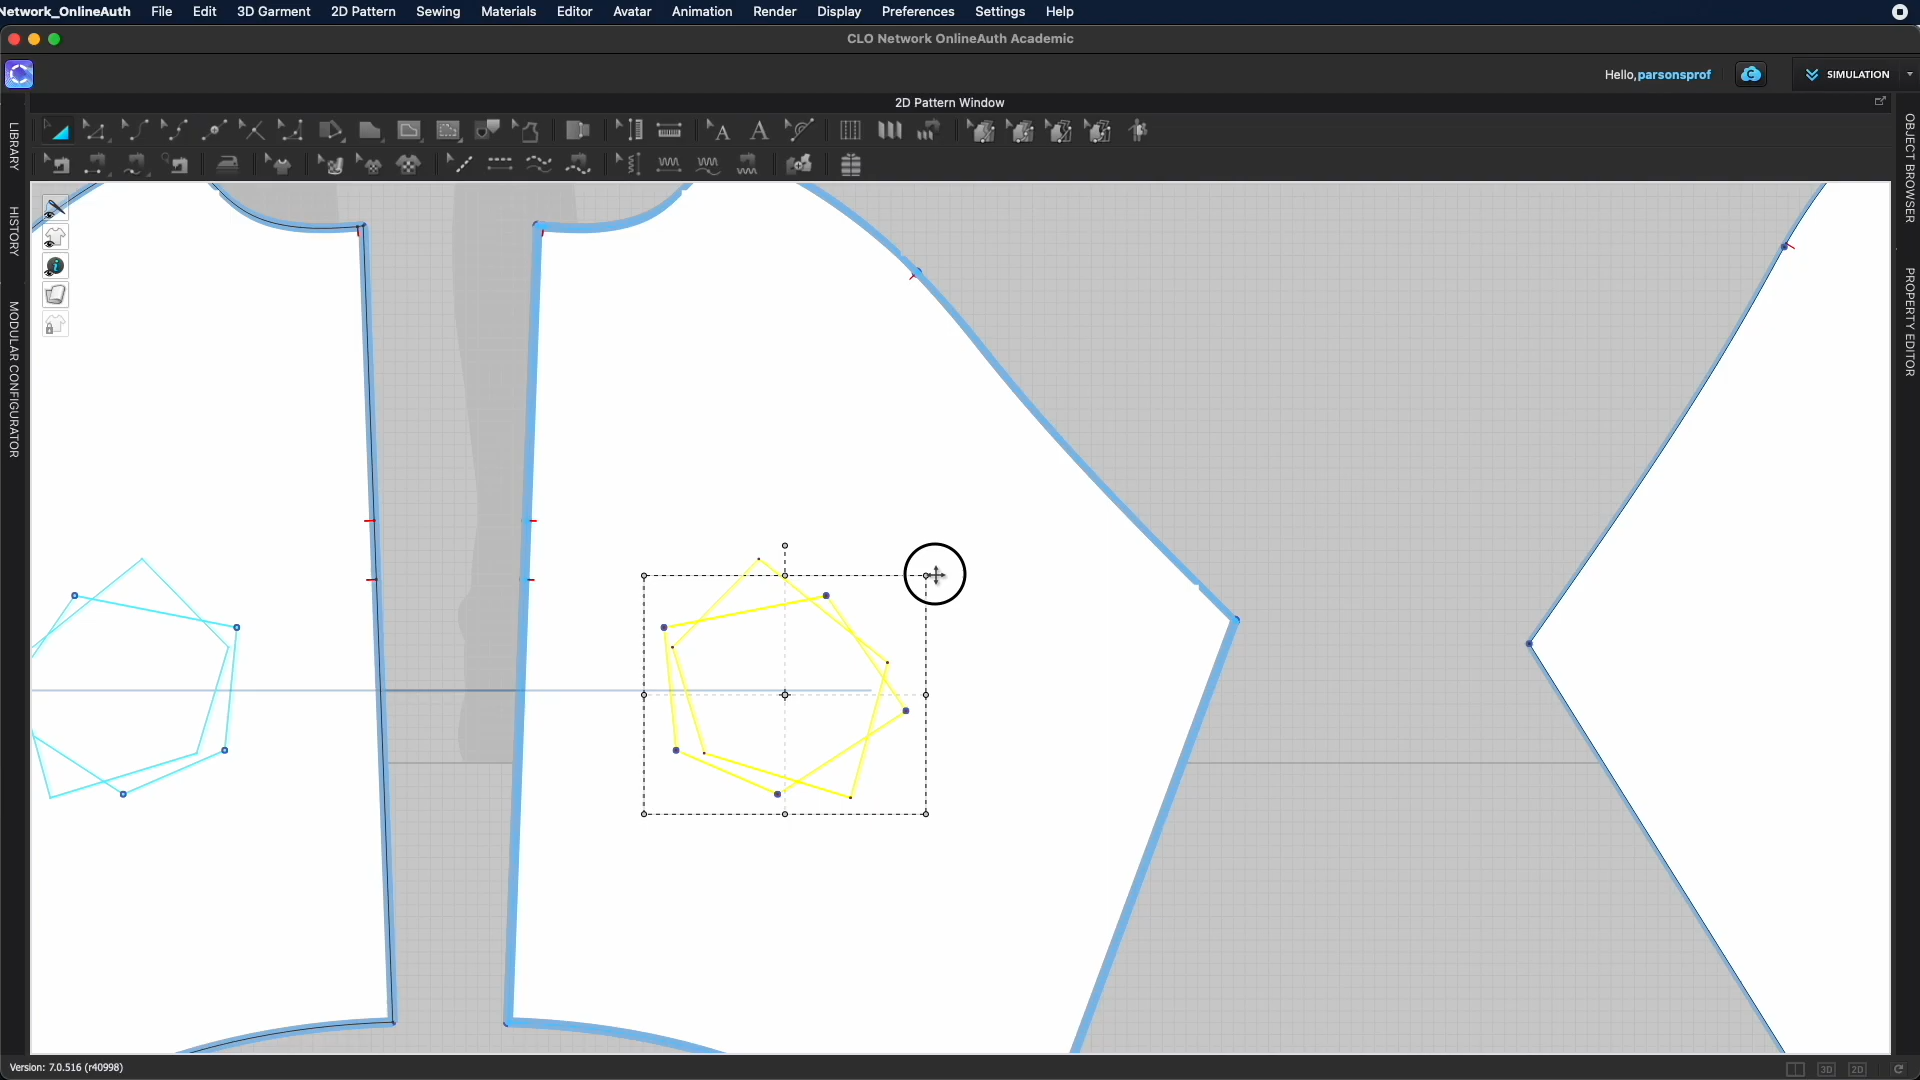 Network_OnlineAuth File Edit 3D Garment 2D Pattern Sewing Materials Editor Avatar Animation Render Display Preferences Settings Help
CLO Network OnlineAuth Academic
Hello,parsonsprof
SIMULATION
2D Pattern Window
LIBRARY
HISTORY
MODULAR CONFIGURATOR
OBJECT BROWSER
PROPERTY EDITOR
A A
Version: 7.0.516 (r40998)
3D 2D